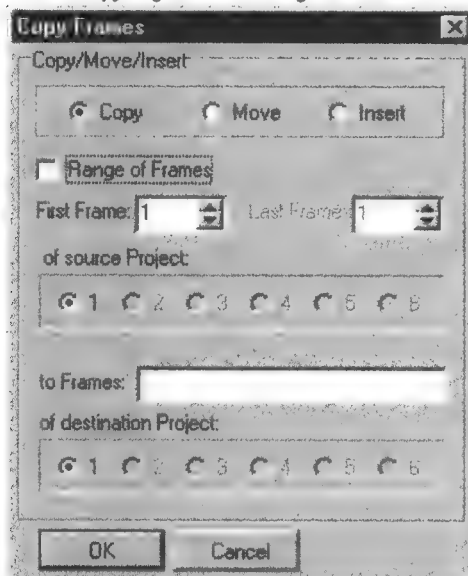 Copy Frames
Copy/Move/Insert
Copy Move Insert
Range of Frames
First Frame: 1 Last Frame: 1
of source Project:
1 2 3 4 5 6
to Frames:
of destination Project:
1 2 3 4 5 6
OK Cancel